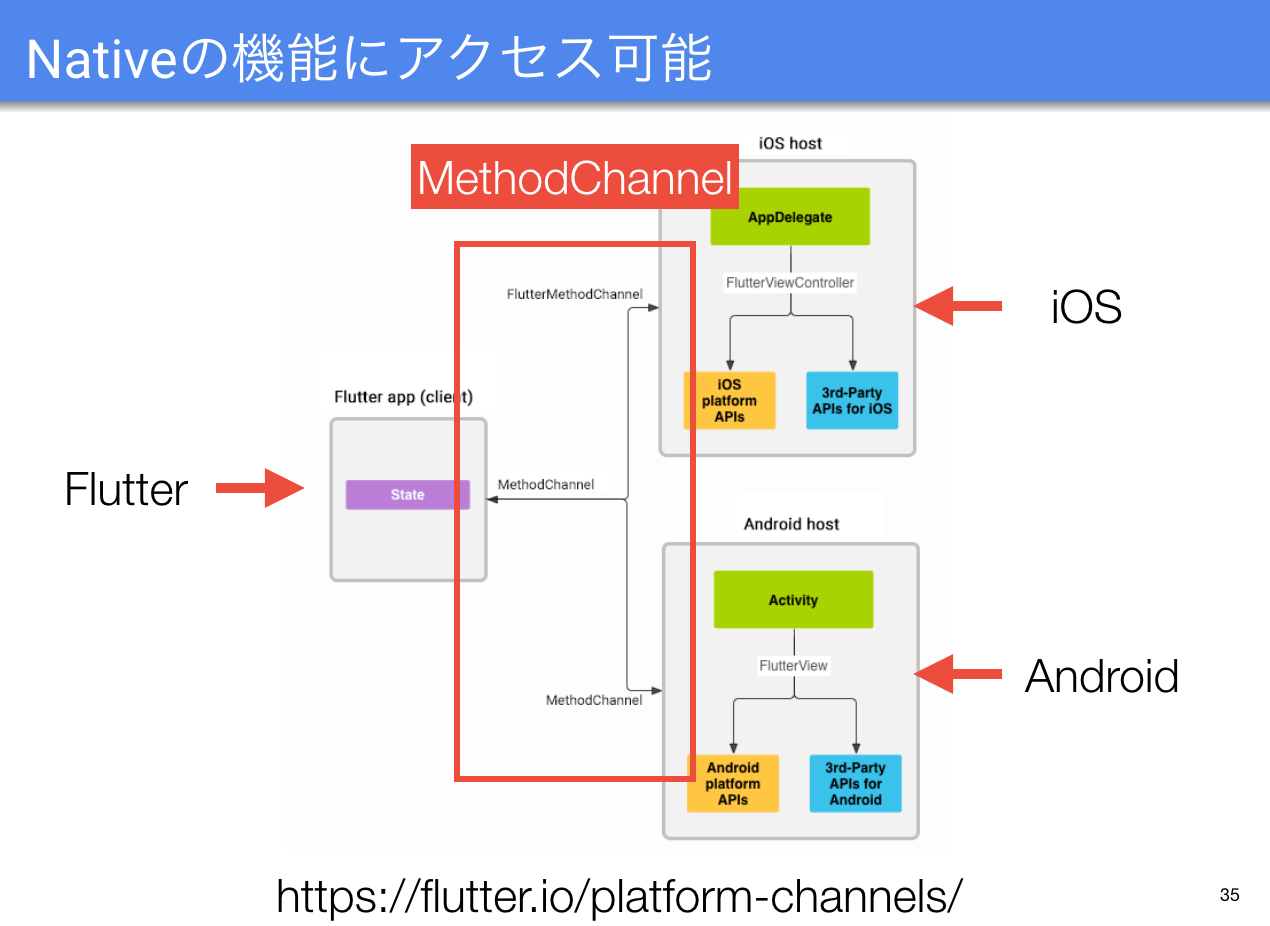 Nativeの機能にアクセス可能
MethodChannel
iOS host
AppDelegate
FlutterViewController
FlutterMethodChannel
iOS
iOS
platform
APIs
3rd-Party
APIs for iOS
Flutter app (client)
Flutter
State
MethodChannel
Android host
Activity
FlutterView
Android
MethodChannel
Android
platform
APIs
3rd-Party
APIs for
Android
https://flutter.io/platform-channels/
35